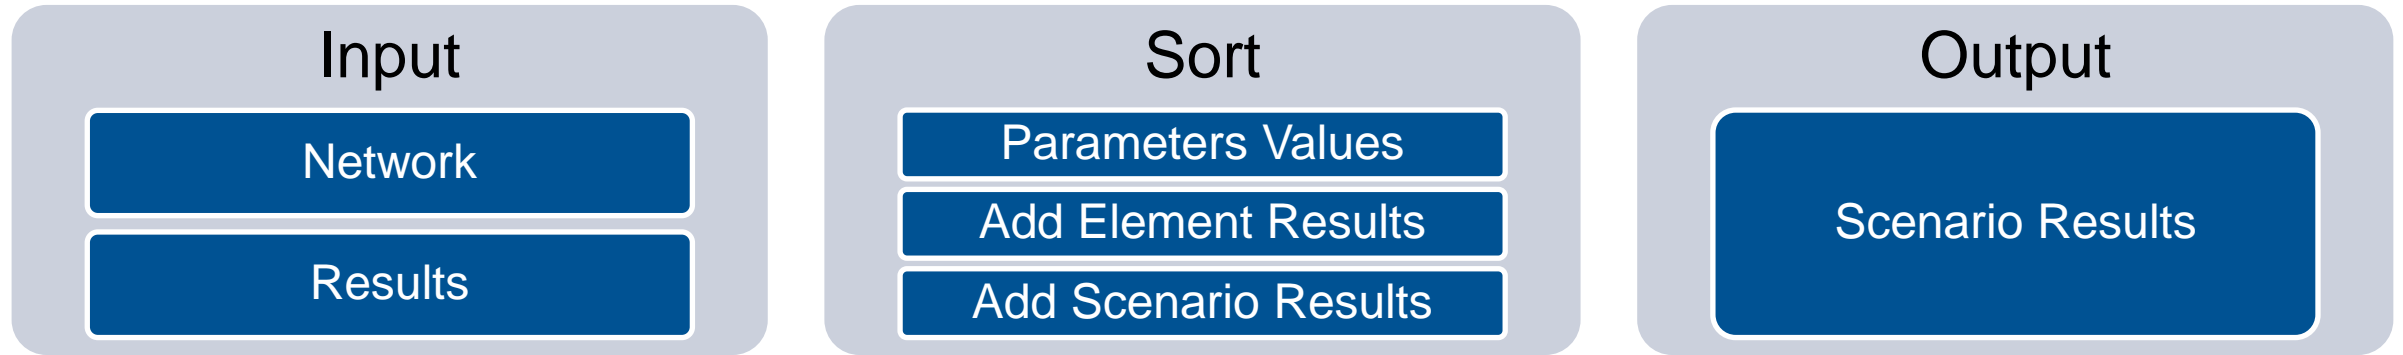 Input
Network
Results
Sort
Parameters Values
Add Element Results
Add Scenario Results
Output
Scenario Results